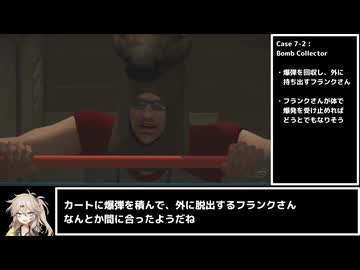 Case 7-2 :
Bomb Collector
・爆弾を回収し、外に
持ち出すフランクさん
・フランクさんが体で
爆発を受け止めれば
どうとでもなりそう
カートに爆弾を積んで、外に脱出するフランクさん
なんとか間に合ったようだね